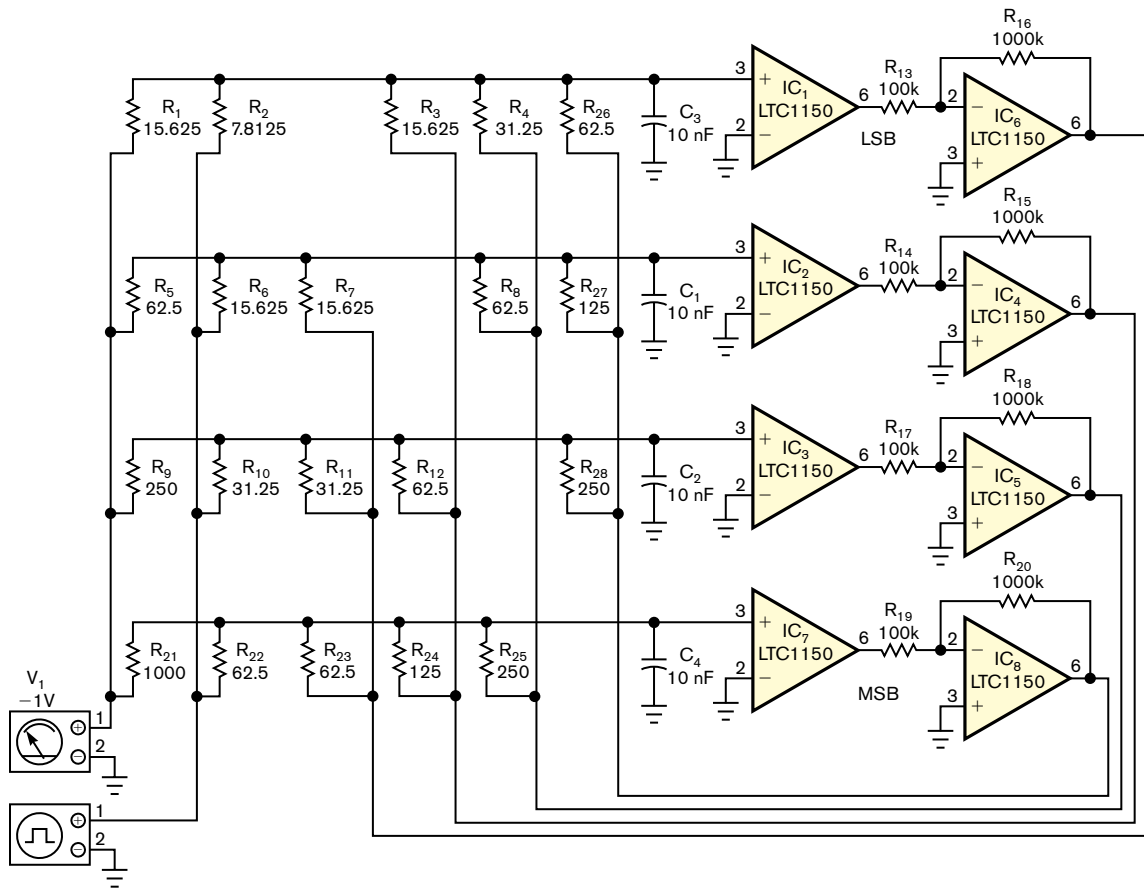 R16
1000k
R1
15.625
R2
7.8125
R3
15.625
R4
31.25
R26
62.5
C3
10 nF
3
+
2
−
IC1
LTC1150
6
R13
100k
LSB
2
−
3
+
IC6
LTC1150
6
R15
1000k
R5
62.5
R6
15.625
R7
15.625
R8
62.5
R27
125
C1
10 nF
3
+
2
−
IC2
LTC1150
6
R14
100k
2
−
3
+
IC4
LTC1150
6
R18
1000k
R9
250
R10
31.25
R11
31.25
R12
62.5
R28
250
C2
10 nF
3
+
2
−
IC3
LTC1150
6
R17
100k
2
−
3
+
IC5
LTC1150
6
R20
1000k
R21
1000
R22
62.5
R23
62.5
R24
125
R25
250
C4
10 nF
3
+
2
−
IC7
LTC1150
6
R19
100k
MSB
2
−
3
+
IC8
LTC1150
6
V1
−1V
+
1
−
2
+
1
−
2